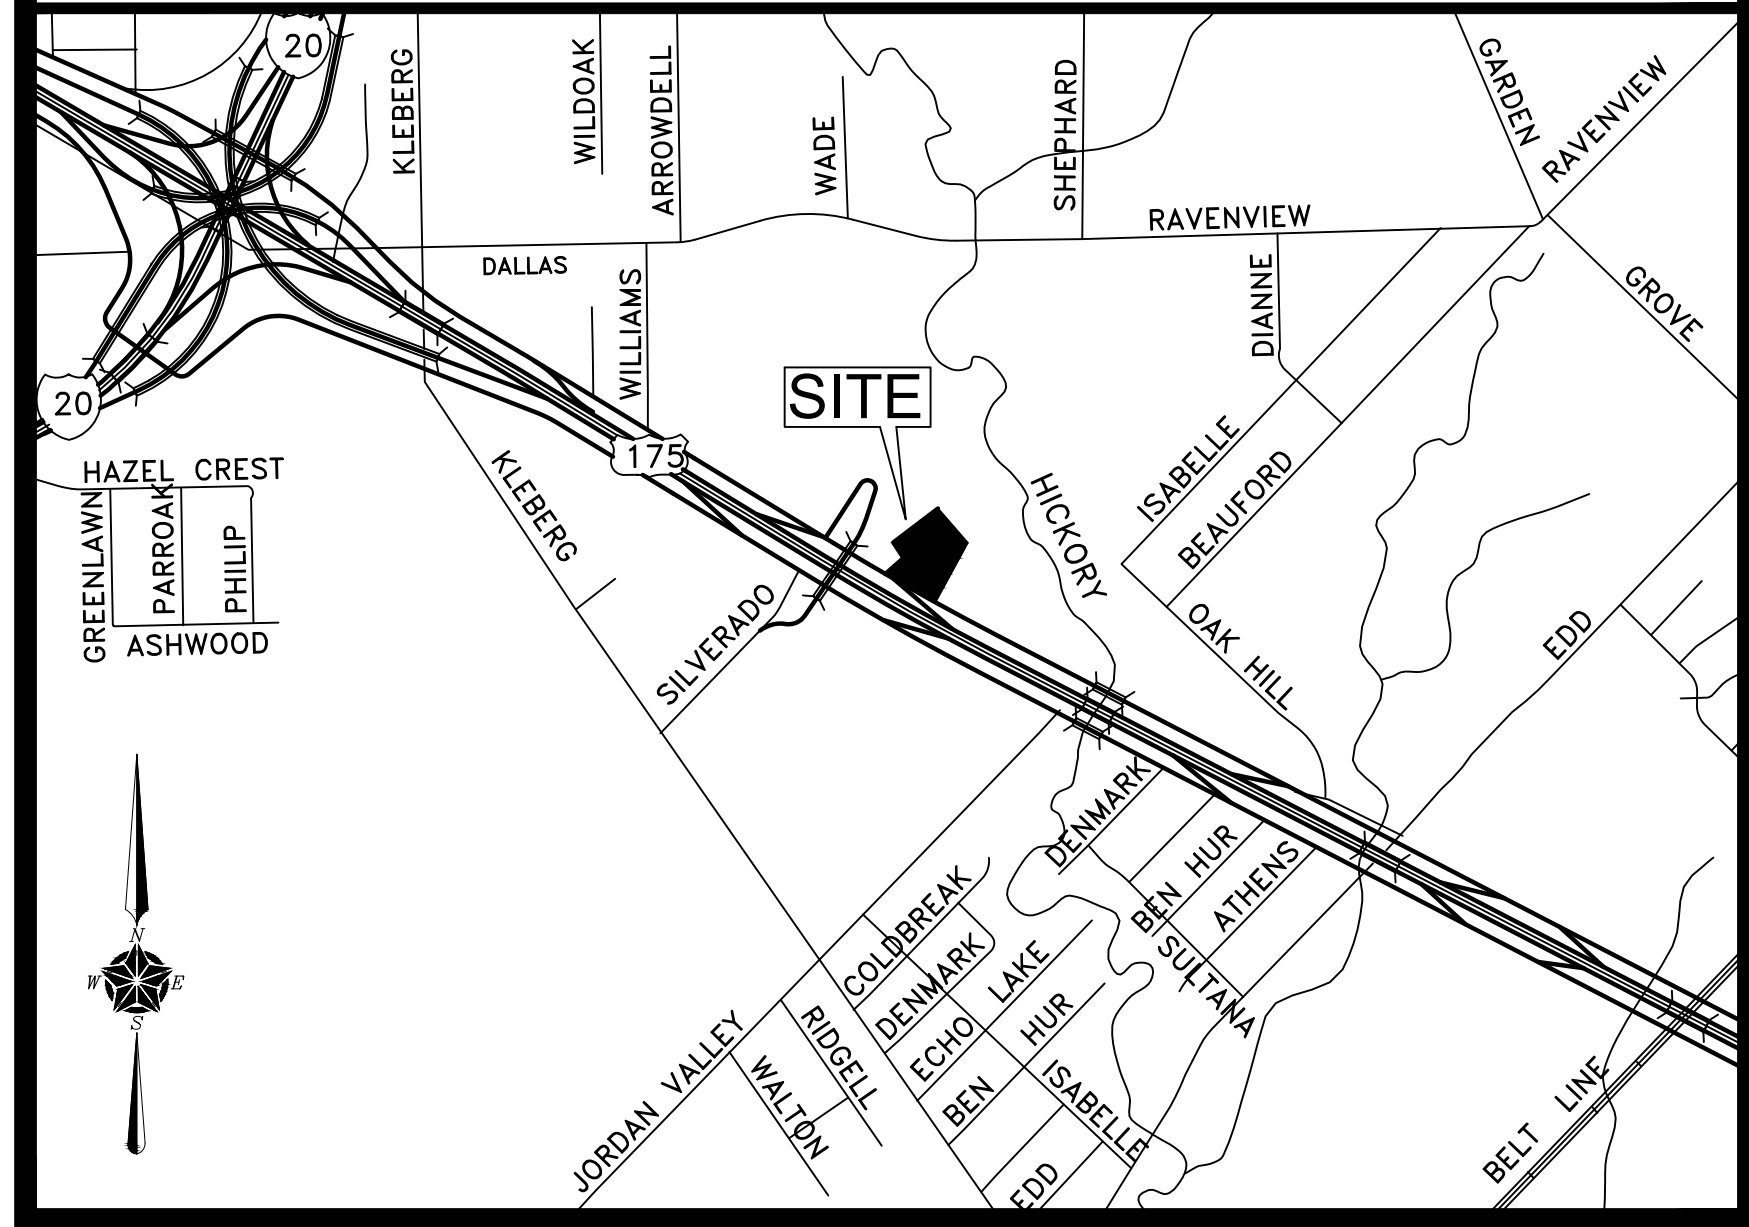 20
KLEBERG
WILDOAK
ARROWDELL
WADE
SHEPHARD
GARDEN
RAVENVIEW
RAVENVIEW
DALLAS
WILLIAMS
DIANNE
GROVE
20
SITE
175
HAZEL CREST
GREENLAWN
PARROAK
PHILIP
ASHWOOD
KLEBERG
SILVERADO
HICKORY
ISABELLE
BEAUFORD
OAK HILL
EDD
DENMARK
BEN HUR
ATHENS
SULTANA
COLDBREAK
DENMARK
ECHO LAKE
BEN HUR
ISABELLE
EDD
JORDAN VALLEY
RIDGELL
WALTON
BELT LINE
N
W E
S